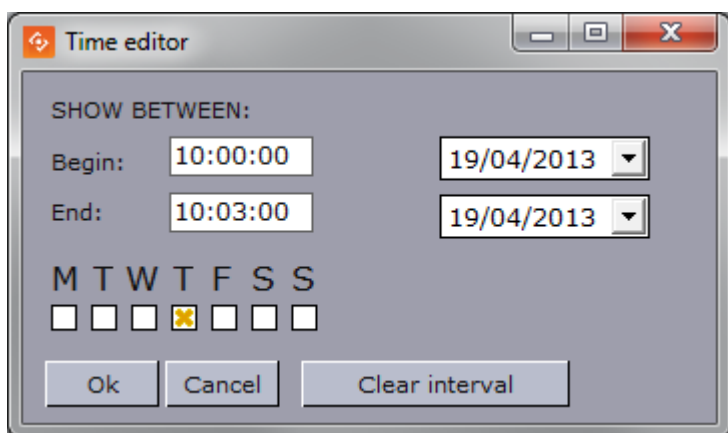 Time editor
SHOW BETWEEN:
Begin: 10:00:00 19/04/2013
End: 10:03:00 19/04/2013
M T W T F S S
Ok Cancel Clear interval